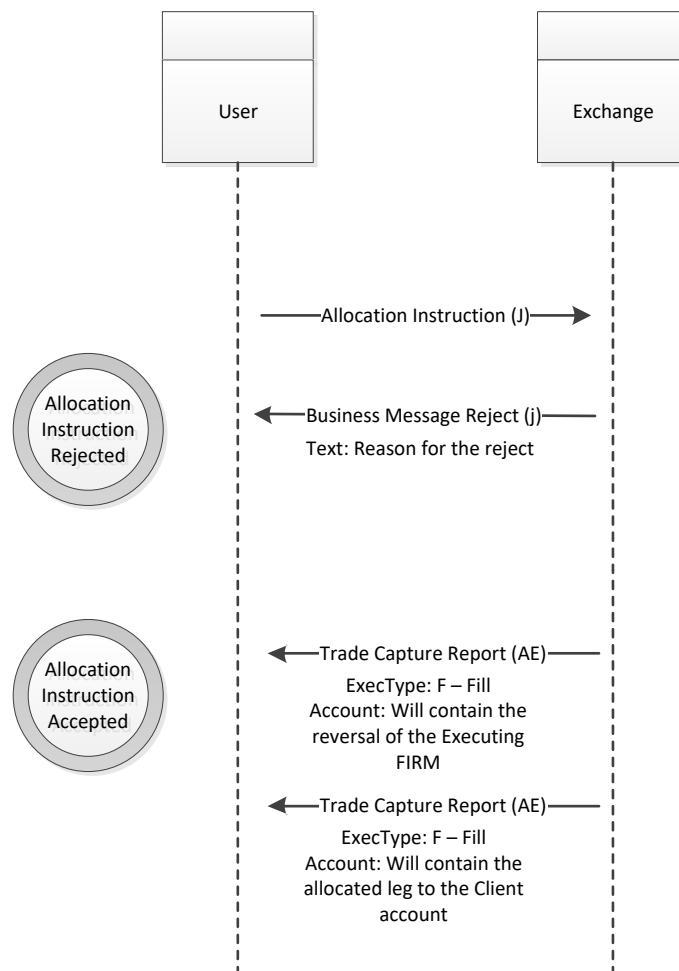 User
Exchange
Allocation Instruction (J)
Allocation
Instruction
Rejected
Business Message Reject (j)
Text: Reason for the reject
Allocation
Instruction
Accepted
Trade Capture Report (AE)
ExecType: F – Fill
Account: Will contain the
reversal of the Executing
FIRM
Trade Capture Report (AE)
ExecType: F – Fill
Account: Will contain the
allocated leg to the Client
account